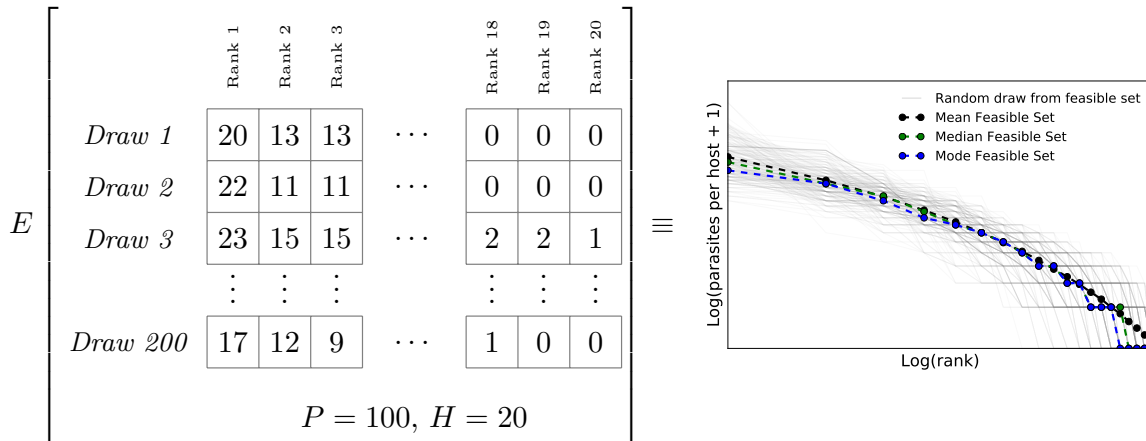 Rank 1 Rank 2 Rank 3 Rank 18 Rank 19 Rank 20
Draw 1 20 13 13 ⋯ 0 0 0
Draw 2 22 11 11 ⋯ 0 0 0
E
Draw 3 23 15 15 ⋯ 2 2 1
≡
⋮ ⋮ ⋮ ⋮ ⋮ ⋮
Draw 200 17 12 9 ⋯ 1 0 0
P = 100, H = 20
Random draw from feasible set
Mean Feasible Set
Median Feasible Set
Mode Feasible Set
Log(parasites per host + 1)
Log(rank)